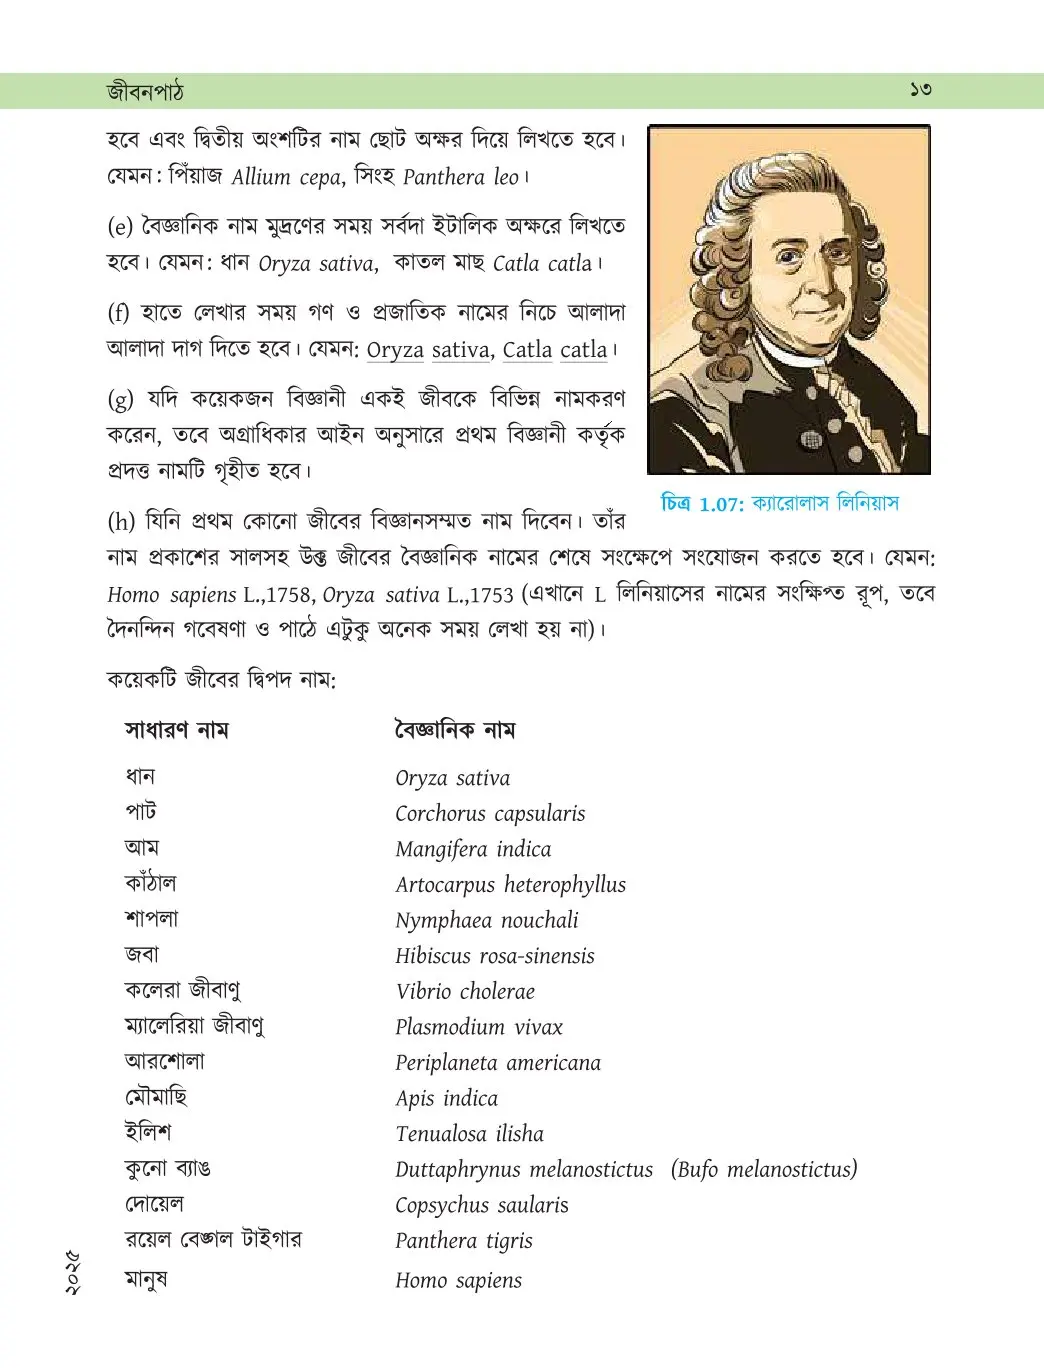 জীবনপাঠ ১৩
হবে এবং দ্বিতীয় অংশটির নাম ছোট অক্ষর দিয়ে লিখতে হবে।
যেমন: পিঁয়াজ Allium cepa, সিংহ Panthera leo।
(e) বৈজ্ঞানিক নাম মুদ্রণের সময় সর্বদা ইটালিক অক্ষরে লিখতে
হবে। যেমন: ধান Oryza sativa, কাতল মাছ Catla catla।
(f) হাতে লেখার সময় গণ ও প্রজাতিক নামের নিচে আলাদা
আলাদা দাগ দিতে হবে। যেমন: Oryza sativa, Catla catla।
(g) যদি কয়েকজন বিজ্ঞানী একই জীবকে বিভিন্ন নামকরণ
করেন, তবে অগ্রাধিকার আইন অনুসারে প্রথম বিজ্ঞানী কর্তৃক
প্রদত্ত নামটি গৃহীত হবে।
চিত্র 1.07: ক্যারোলাস লিনিয়াস
(h) যিনি প্রথম কোনো জীবের বিজ্ঞানসম্মত নাম দিবেন। তাঁর
নাম প্রকাশের সালসহ উক্ত জীবের বৈজ্ঞানিক নামের শেষে সংক্ষেপে সংযোজন করতে হবে। যেমন:
Homo sapiens L.,1758, Oryza sativa L.,1753 (এখানে L লিনিয়াসের নামের সংক্ষিপ্ত রূপ, তবে
দৈনন্দিন গবেষণা ও পাঠে এটুকু অনেক সময় লেখা হয় না)।
কয়েকটি জীবের দ্বিপদ নাম:
সাধারণ নাম বৈজ্ঞানিক নাম
ধান Oryza sativa
পাট Corchorus capsularis
আম Mangifera indica
কাঁঠাল Artocarpus heterophyllus
শাপলা Nymphaea nouchali
জবা Hibiscus rosa-sinensis
কলেরা জীবাণু Vibrio cholerae
ম্যালেরিয়া জীবাণু Plasmodium vivax
আরশোলা Periplaneta americana
মৌমাছি Apis indica
ইলিশ Tenualosa ilisha
কুনো ব্যাঙ Duttaphrynus melanostictus (Bufo melanostictus)
দোয়েল Copsychus saularis
রয়েল বেঙ্গল টাইগার Panthera tigris
মানুষ Homo sapiens
২০২৫